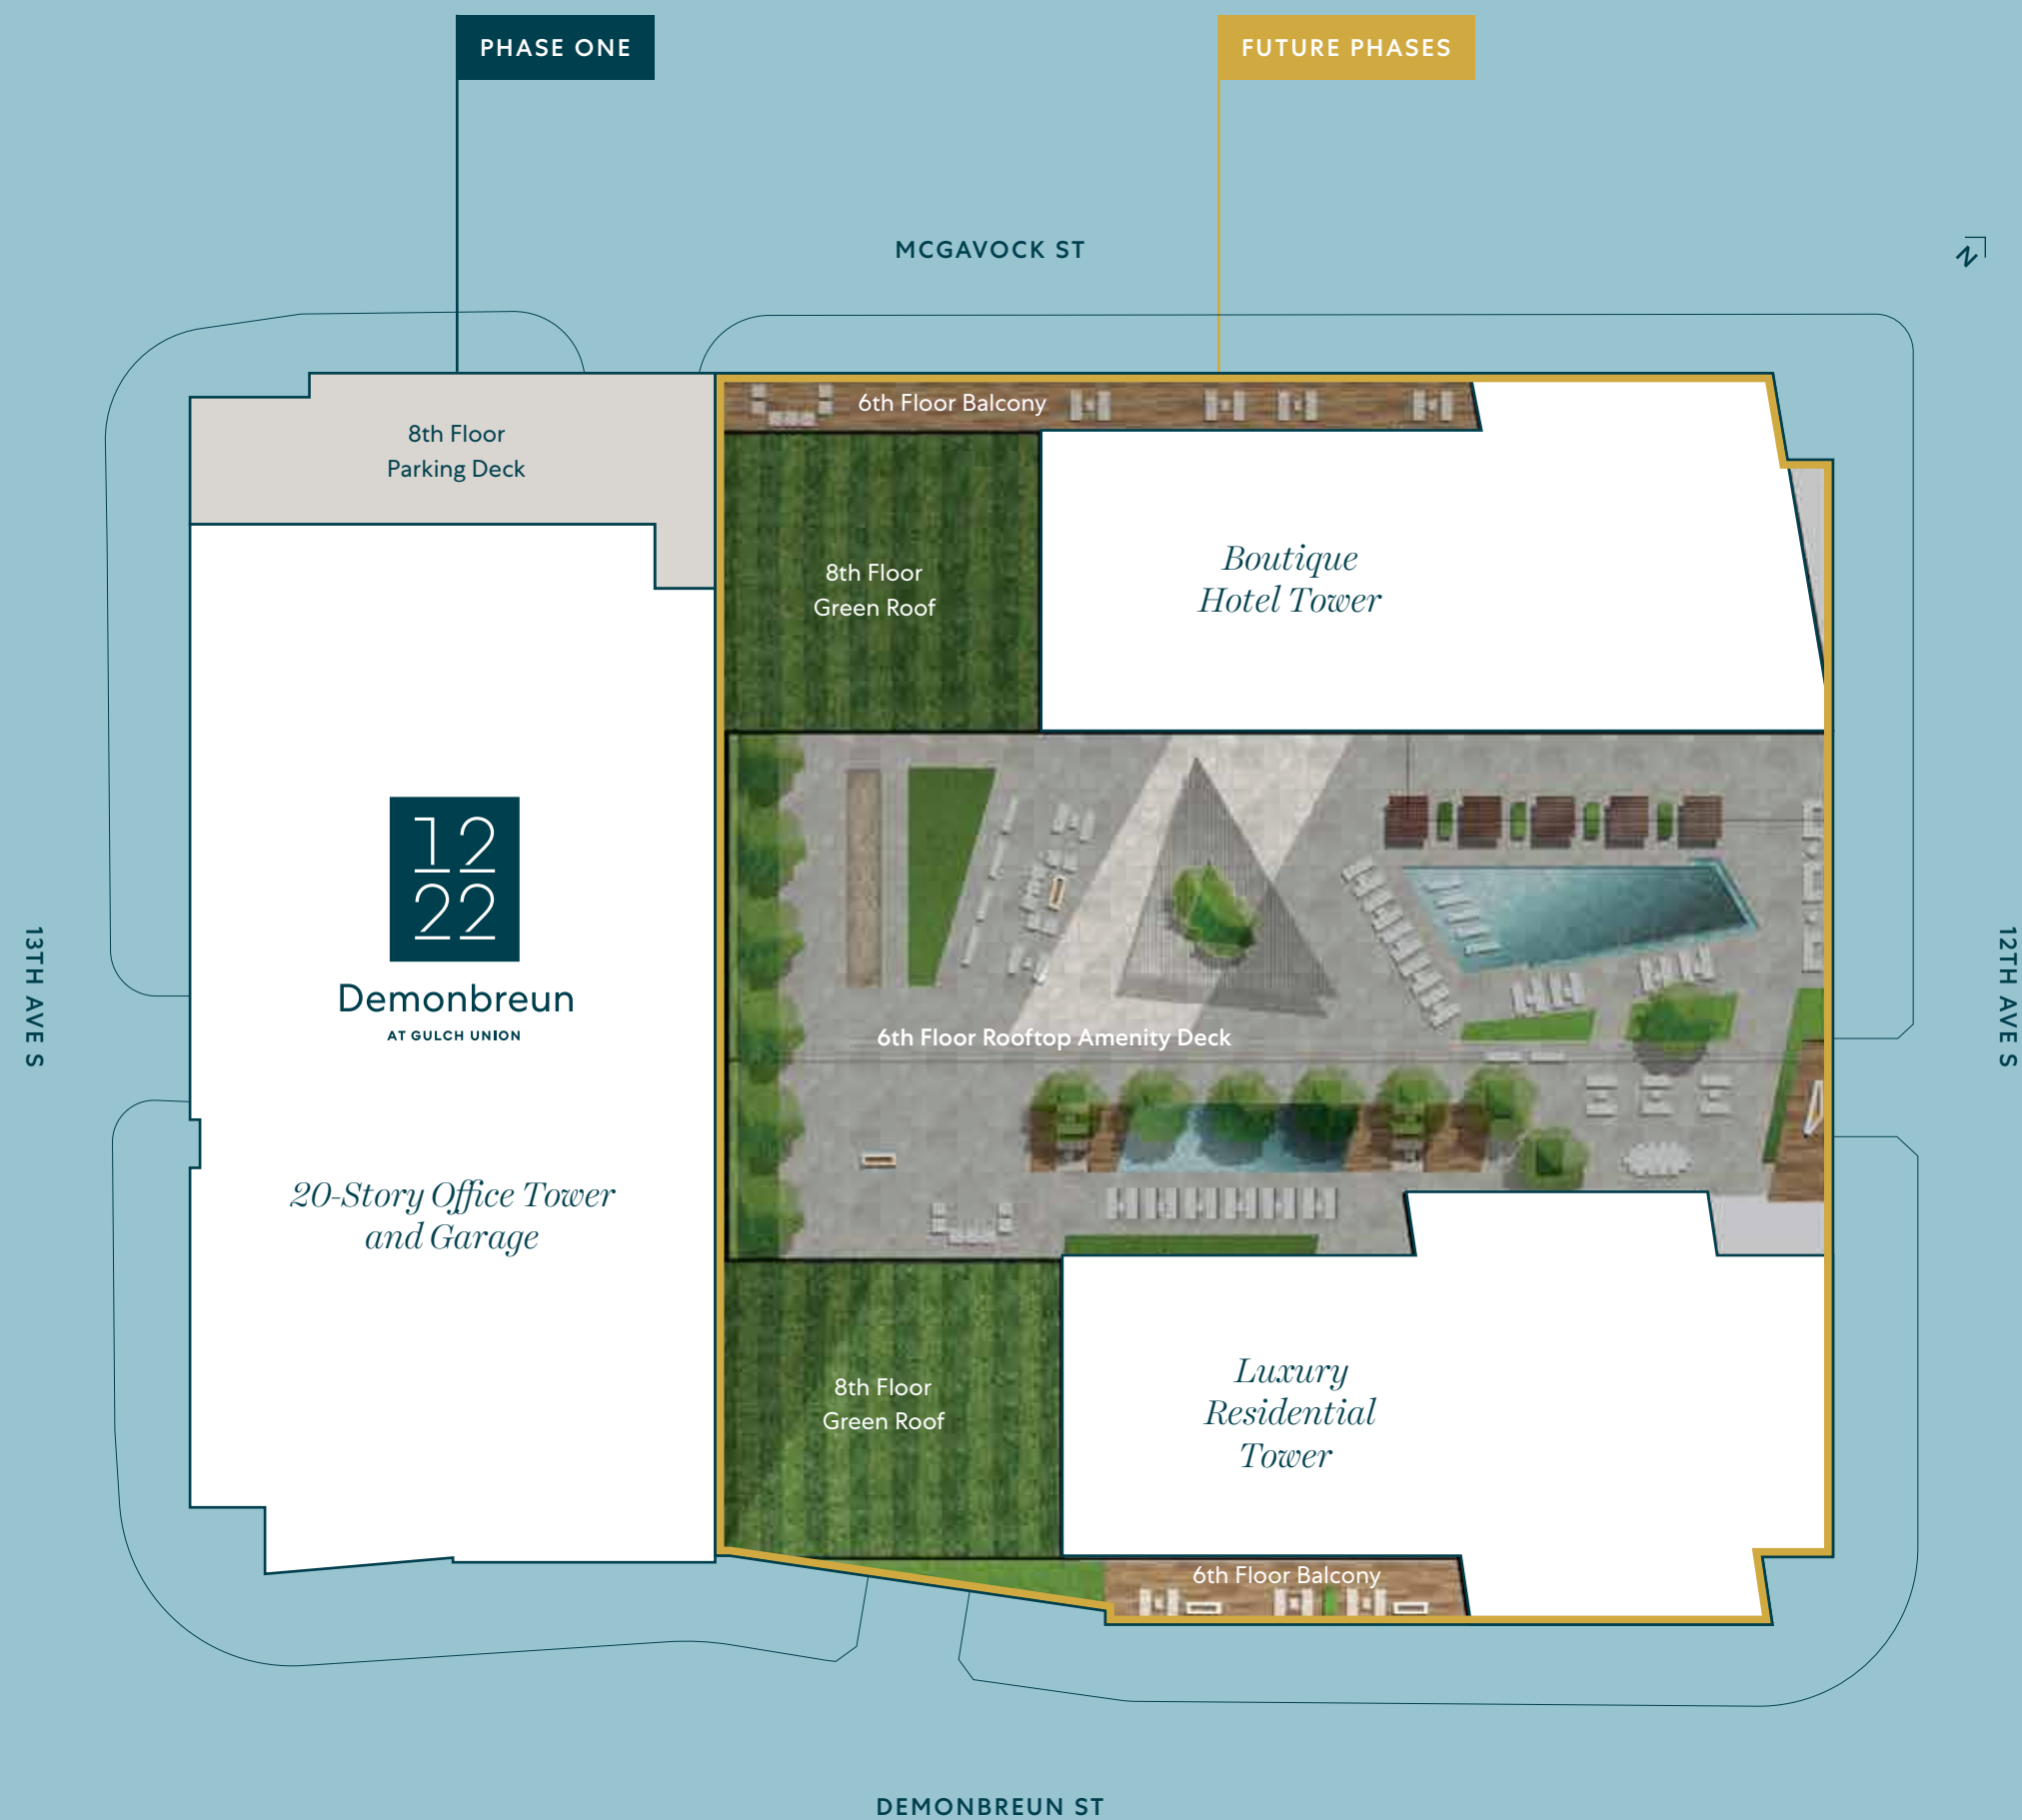 PHASE ONE
FUTURE PHASES
MCGAVOCK ST
N
8th Floor
Parking Deck
6th Floor Balcony
8th Floor
Green Roof
Boutique
Hotel Tower
12
22
Demonbreun
AT GULCH UNION
13TH AVE S
12TH AVE S
6th Floor Rooftop Amenity Deck
20-Story Office Tower
and Garage
8th Floor
Green Roof
Luxury
Residential
Tower
6th Floor Balcony
DEMONBREUN ST